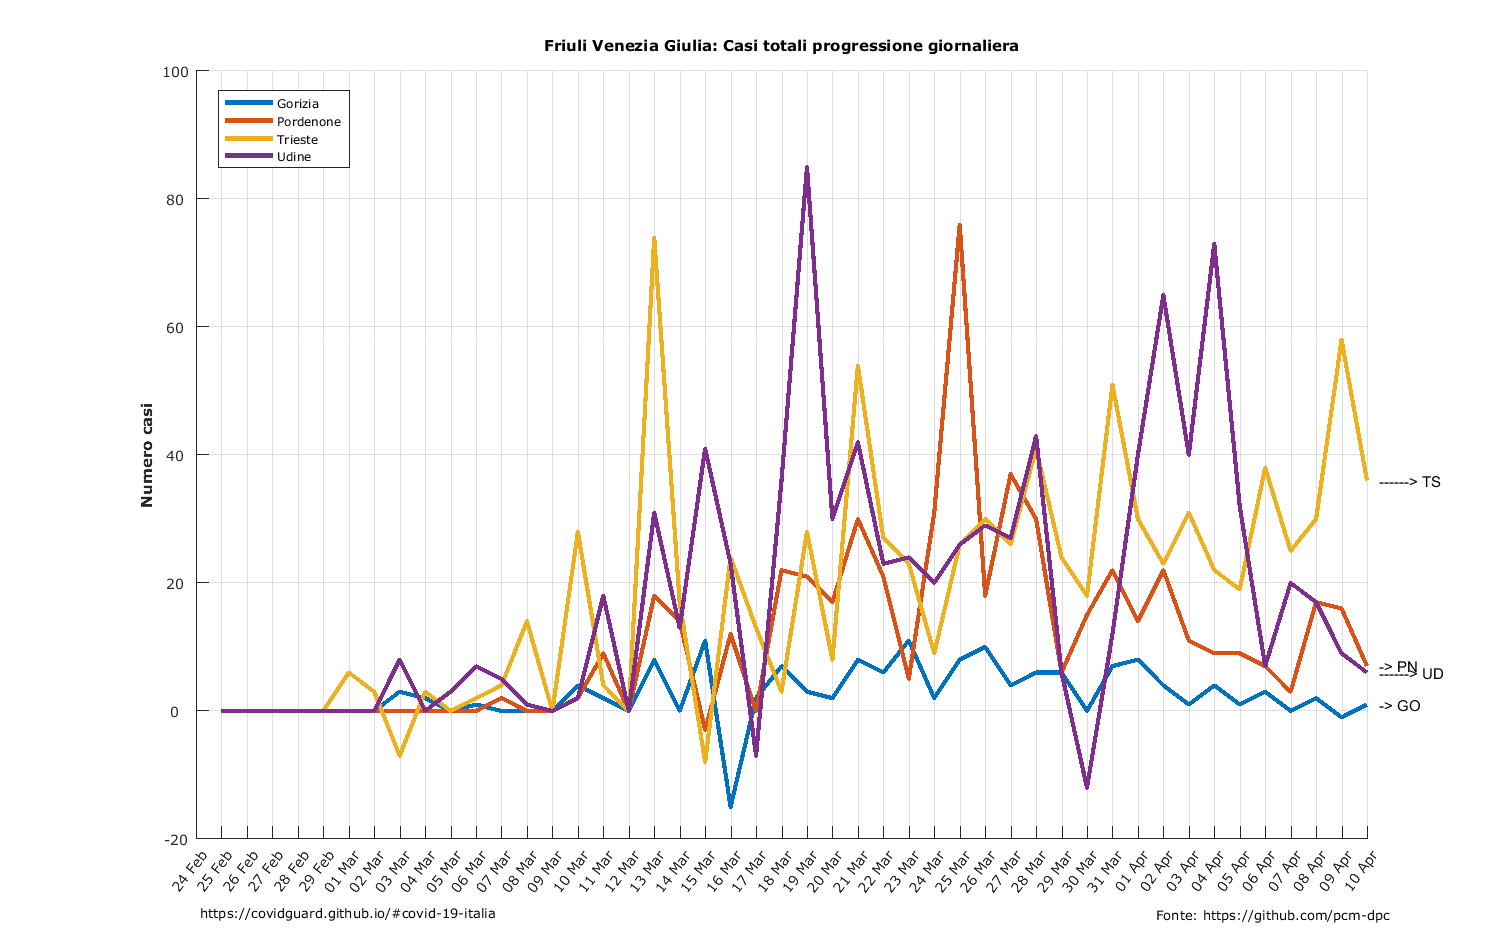 Friuli Venezia Giulia: Casi totali progressione giornaliera
Numero casi
100
80
60
40
20
0
-20
Gorizia
Pordenone
Trieste
Udine
------> TS
-> PN
------> UD
-> GO
24 Feb
25 Feb
26 Feb
27 Feb
28 Feb
29 Feb
01 Mar
02 Mar
03 Mar
04 Mar
05 Mar
06 Mar
07 Mar
08 Mar
09 Mar
10 Mar
11 Mar
12 Mar
13 Mar
14 Mar
15 Mar
16 Mar
17 Mar
18 Mar
19 Mar
20 Mar
21 Mar
22 Mar
23 Mar
24 Mar
25 Mar
26 Mar
27 Mar
28 Mar
29 Mar
30 Mar
31 Mar
01 Apr
02 Apr
03 Apr
04 Apr
05 Apr
06 Apr
07 Apr
08 Apr
09 Apr
10 Apr
https://covidguard.github.io/#covid-19-italia
Fonte: https://github.com/pcm-dpc